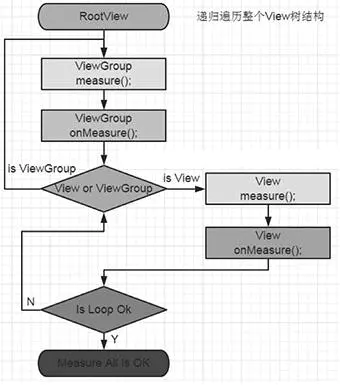 RootView
递归遍历整个View树结构
ViewGroup
measure();
ViewGroup
onMeasure();
is ViewGroup
View or ViewGroup
is View
View
measure();
View
onMeasure();
N
Is Loop Ok
Y
Measure All Is OK